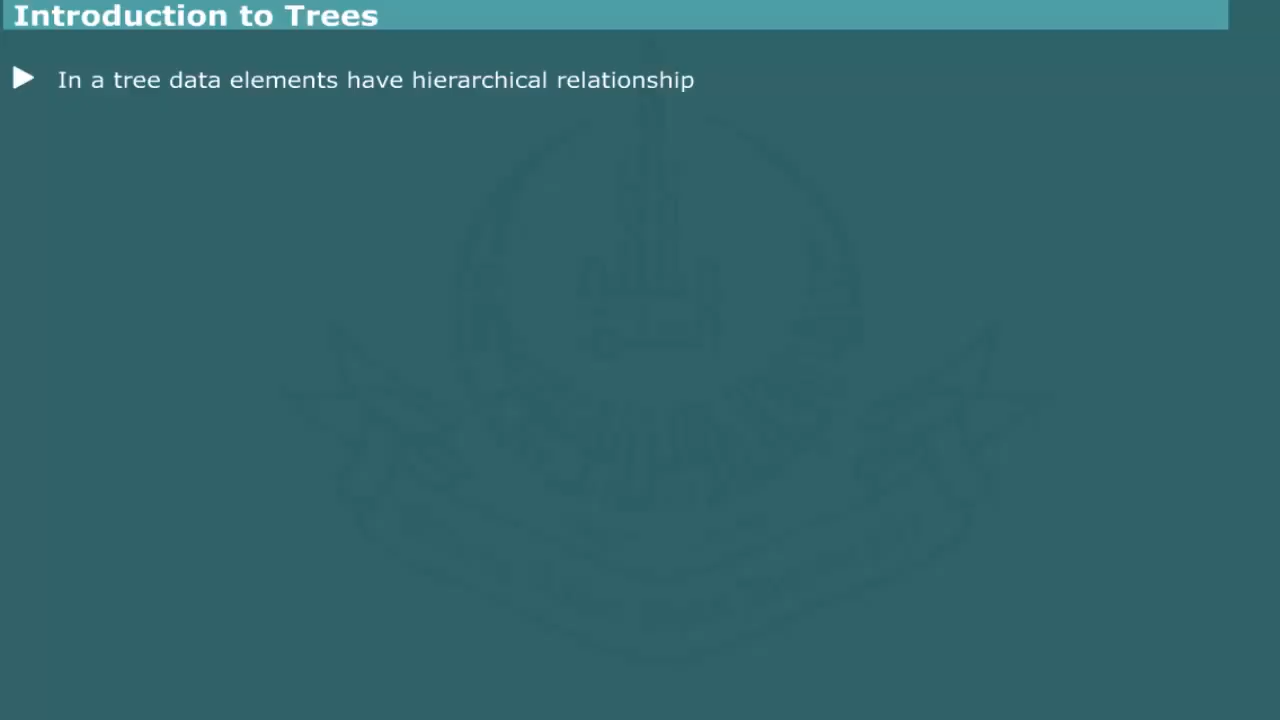 Introduction to Trees
In a tree data elements have hierarchical relationship